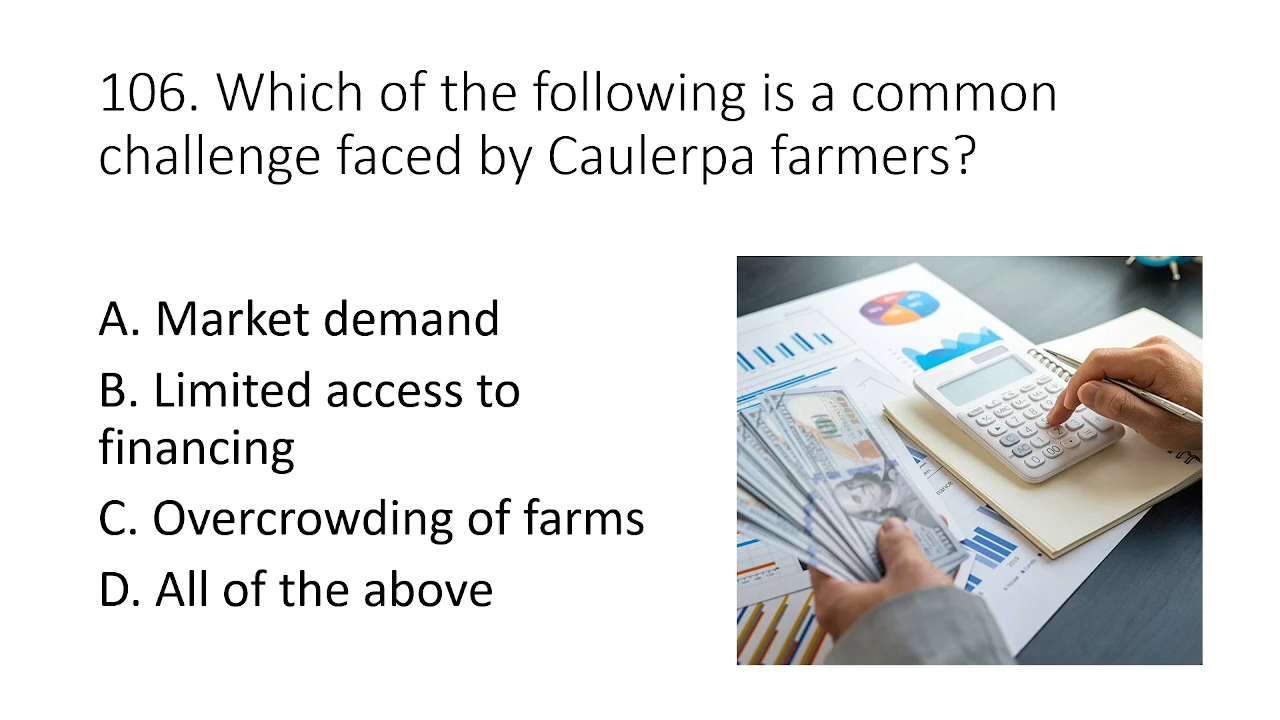 106. Which of the following is a common
challenge faced by Caulerpa farmers?
A. Market demand
B. Limited access to
financing
C. Overcrowding of farms
D. All of the above